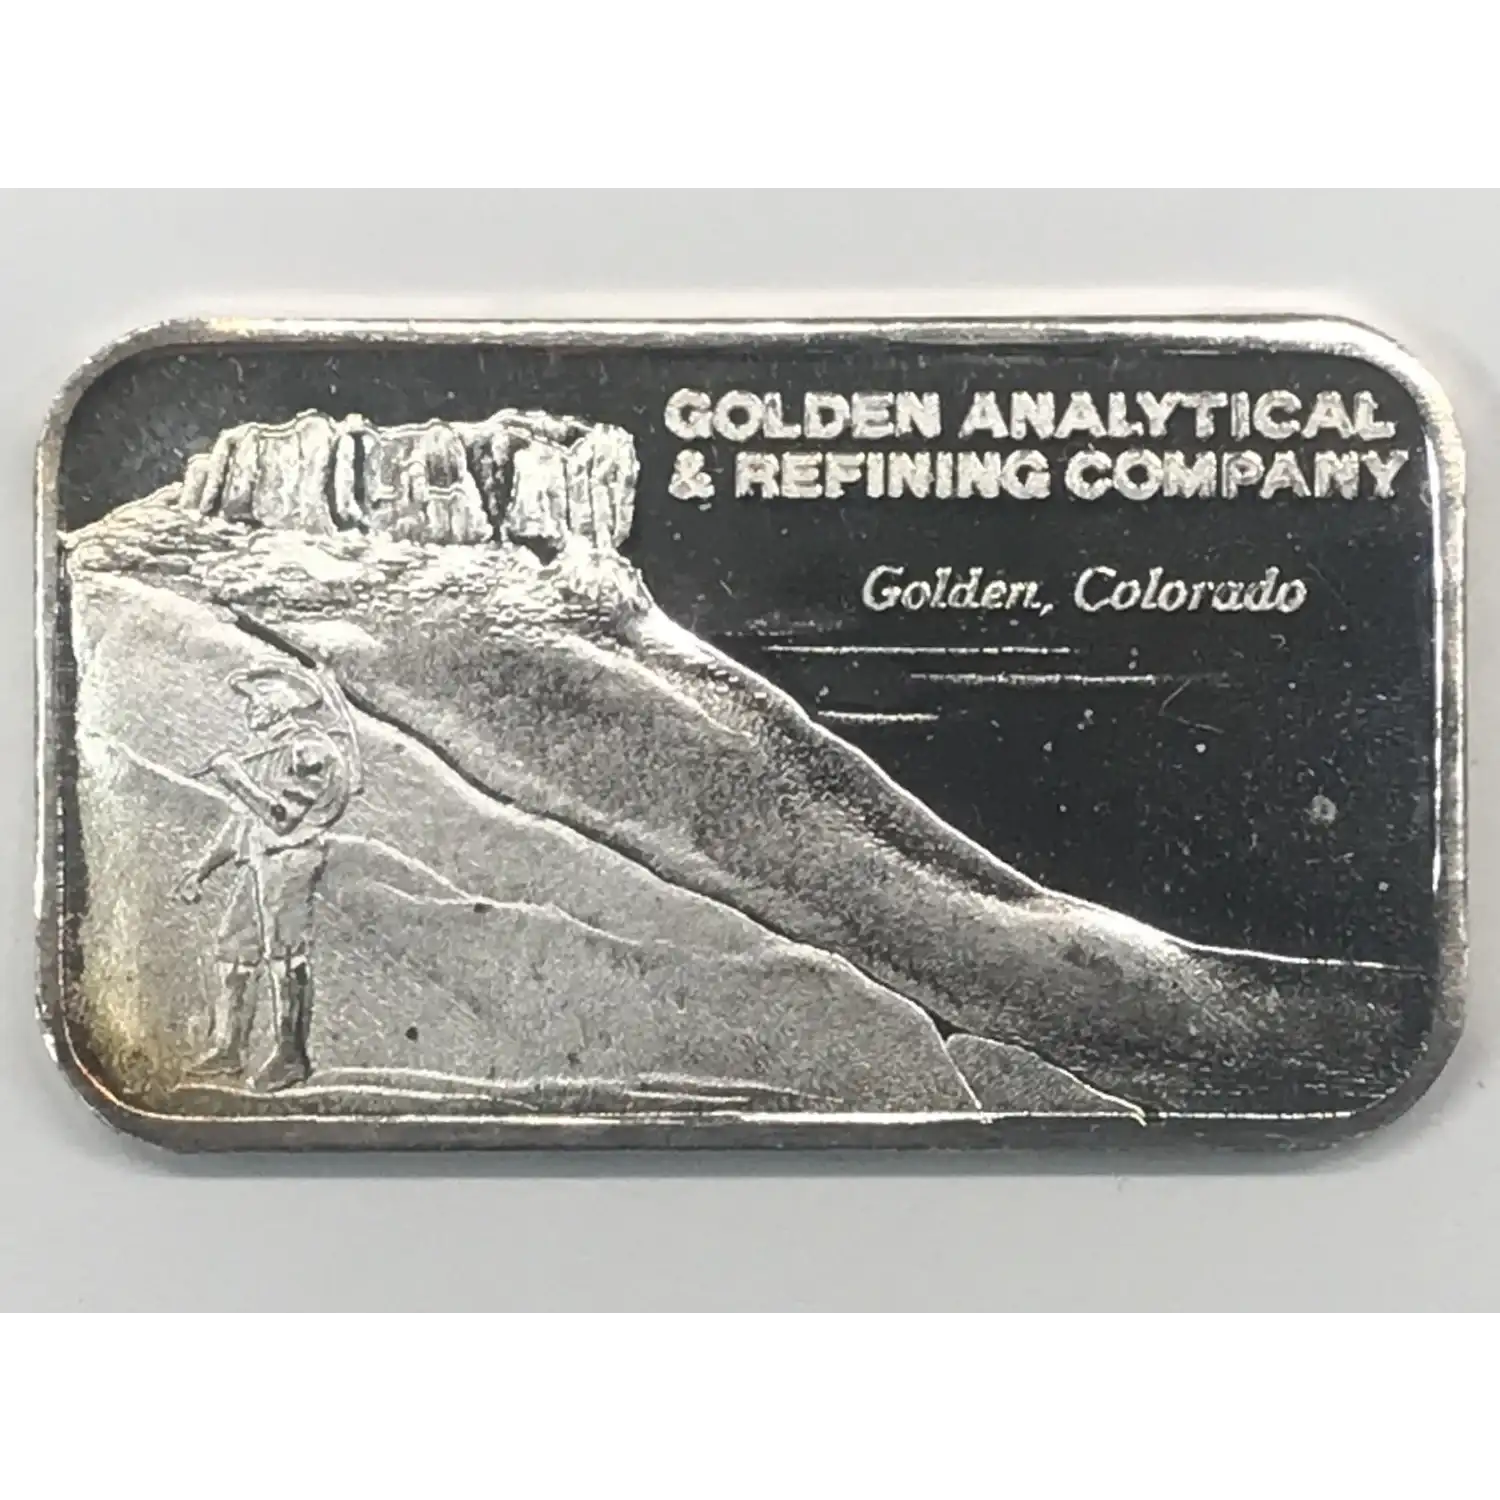 GOLDEN ANALYTICAL
& REFINING COMPANY
Golden, Colorado